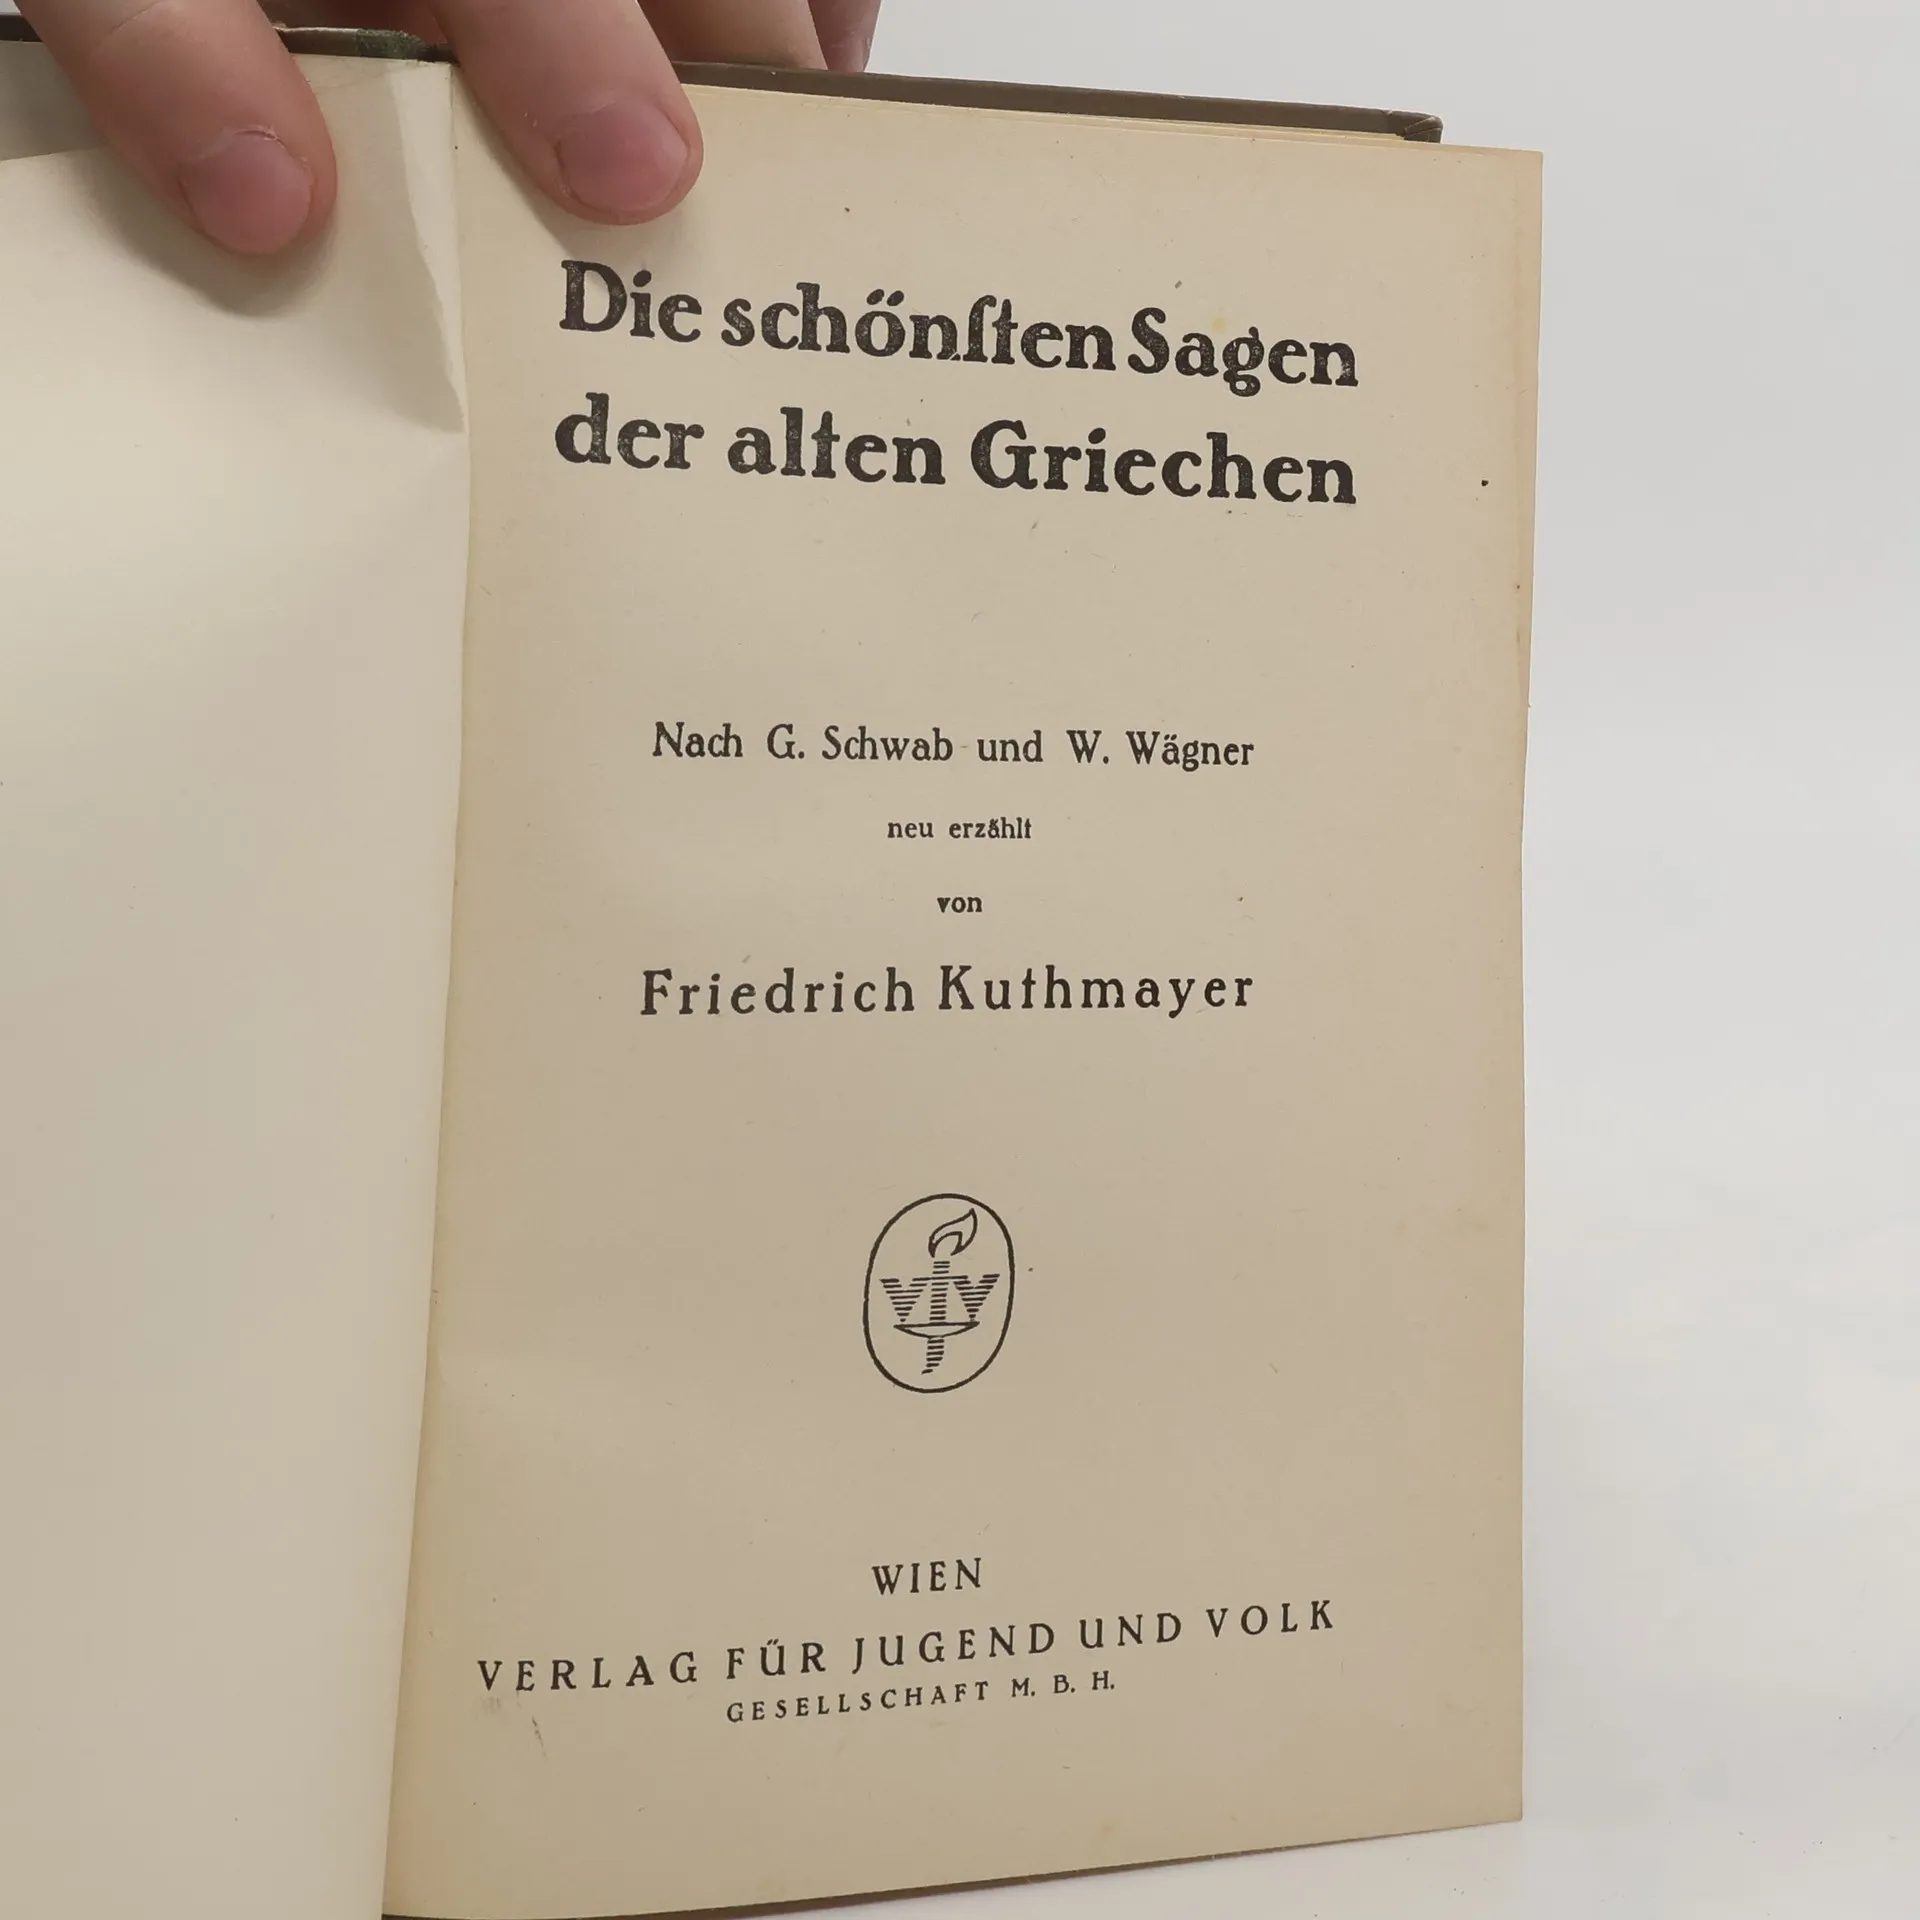 Die schönſten Sagen
der alten Griechen
Nach G. Schwab und W. Wägner
neu erzählt
von
Friedrich Kuthmayer
VJV
WIEN
VERLAG FÜR JUGEND UND VOLK
GESELLSCHAFT M. B. H.